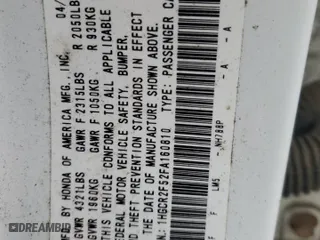 MFD BY HONDA OF AMERICA MFG., INC. 04/
GVWR 4321LBS GAWR F 2315LBS R 2050LB
GVWR 1960KG GAWR F 1050KG R 930KG
THIS VEHICLE CONFORMS TO ALL APPLICABLE
FEDERAL MOTOR VEHICLE SAFETY, BUMPER,
AND THEFT PREVENTION STANDARDS IN EFFECT
ON THE DATE OF MANUFACTURE SHOWN ABOVE.
1HGCR2F52FA160810 TYPE: PASSENGER CA
F LM5 NH788P - A - A